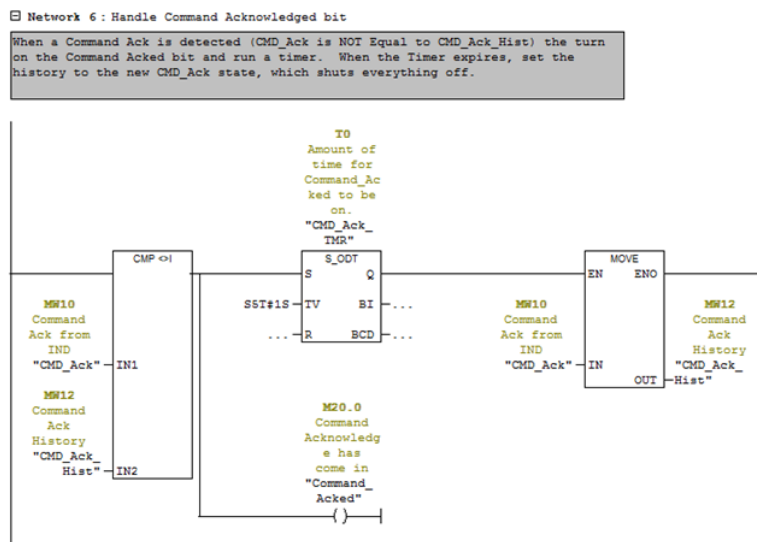 Network 6 : Handle Command Acknowledged bit
When a Command Ack is detected (CMD_Ack is NOT Equal to CMD_Ack_Hist) the turn
on the Command Acked bit and run a timer.  When the Timer expires, set the
history to the new CMD_Ack state, which shuts everything off.
T0
Amount of
time for
Command_Ac
ked to be
on.
"CMD_Ack_
TMR"
CMP <>I
S_ODT
MOVE
S
Q
EN
ENO
MW10
Command
Ack from
IND
"CMD_Ack"
IN1
S5T#1S
TV
BI
...
...
R
BCD
...
MW10
Command
Ack from
IND
"CMD_Ack"
IN
MW12
Command
Ack
History
"CMD_Ack_
Hist"
OUT
MW12
Command
Ack
History
"CMD_Ack_
Hist"
IN2
M20.0
Command
Acknowledg
e has
come in
"Command_
Acked"